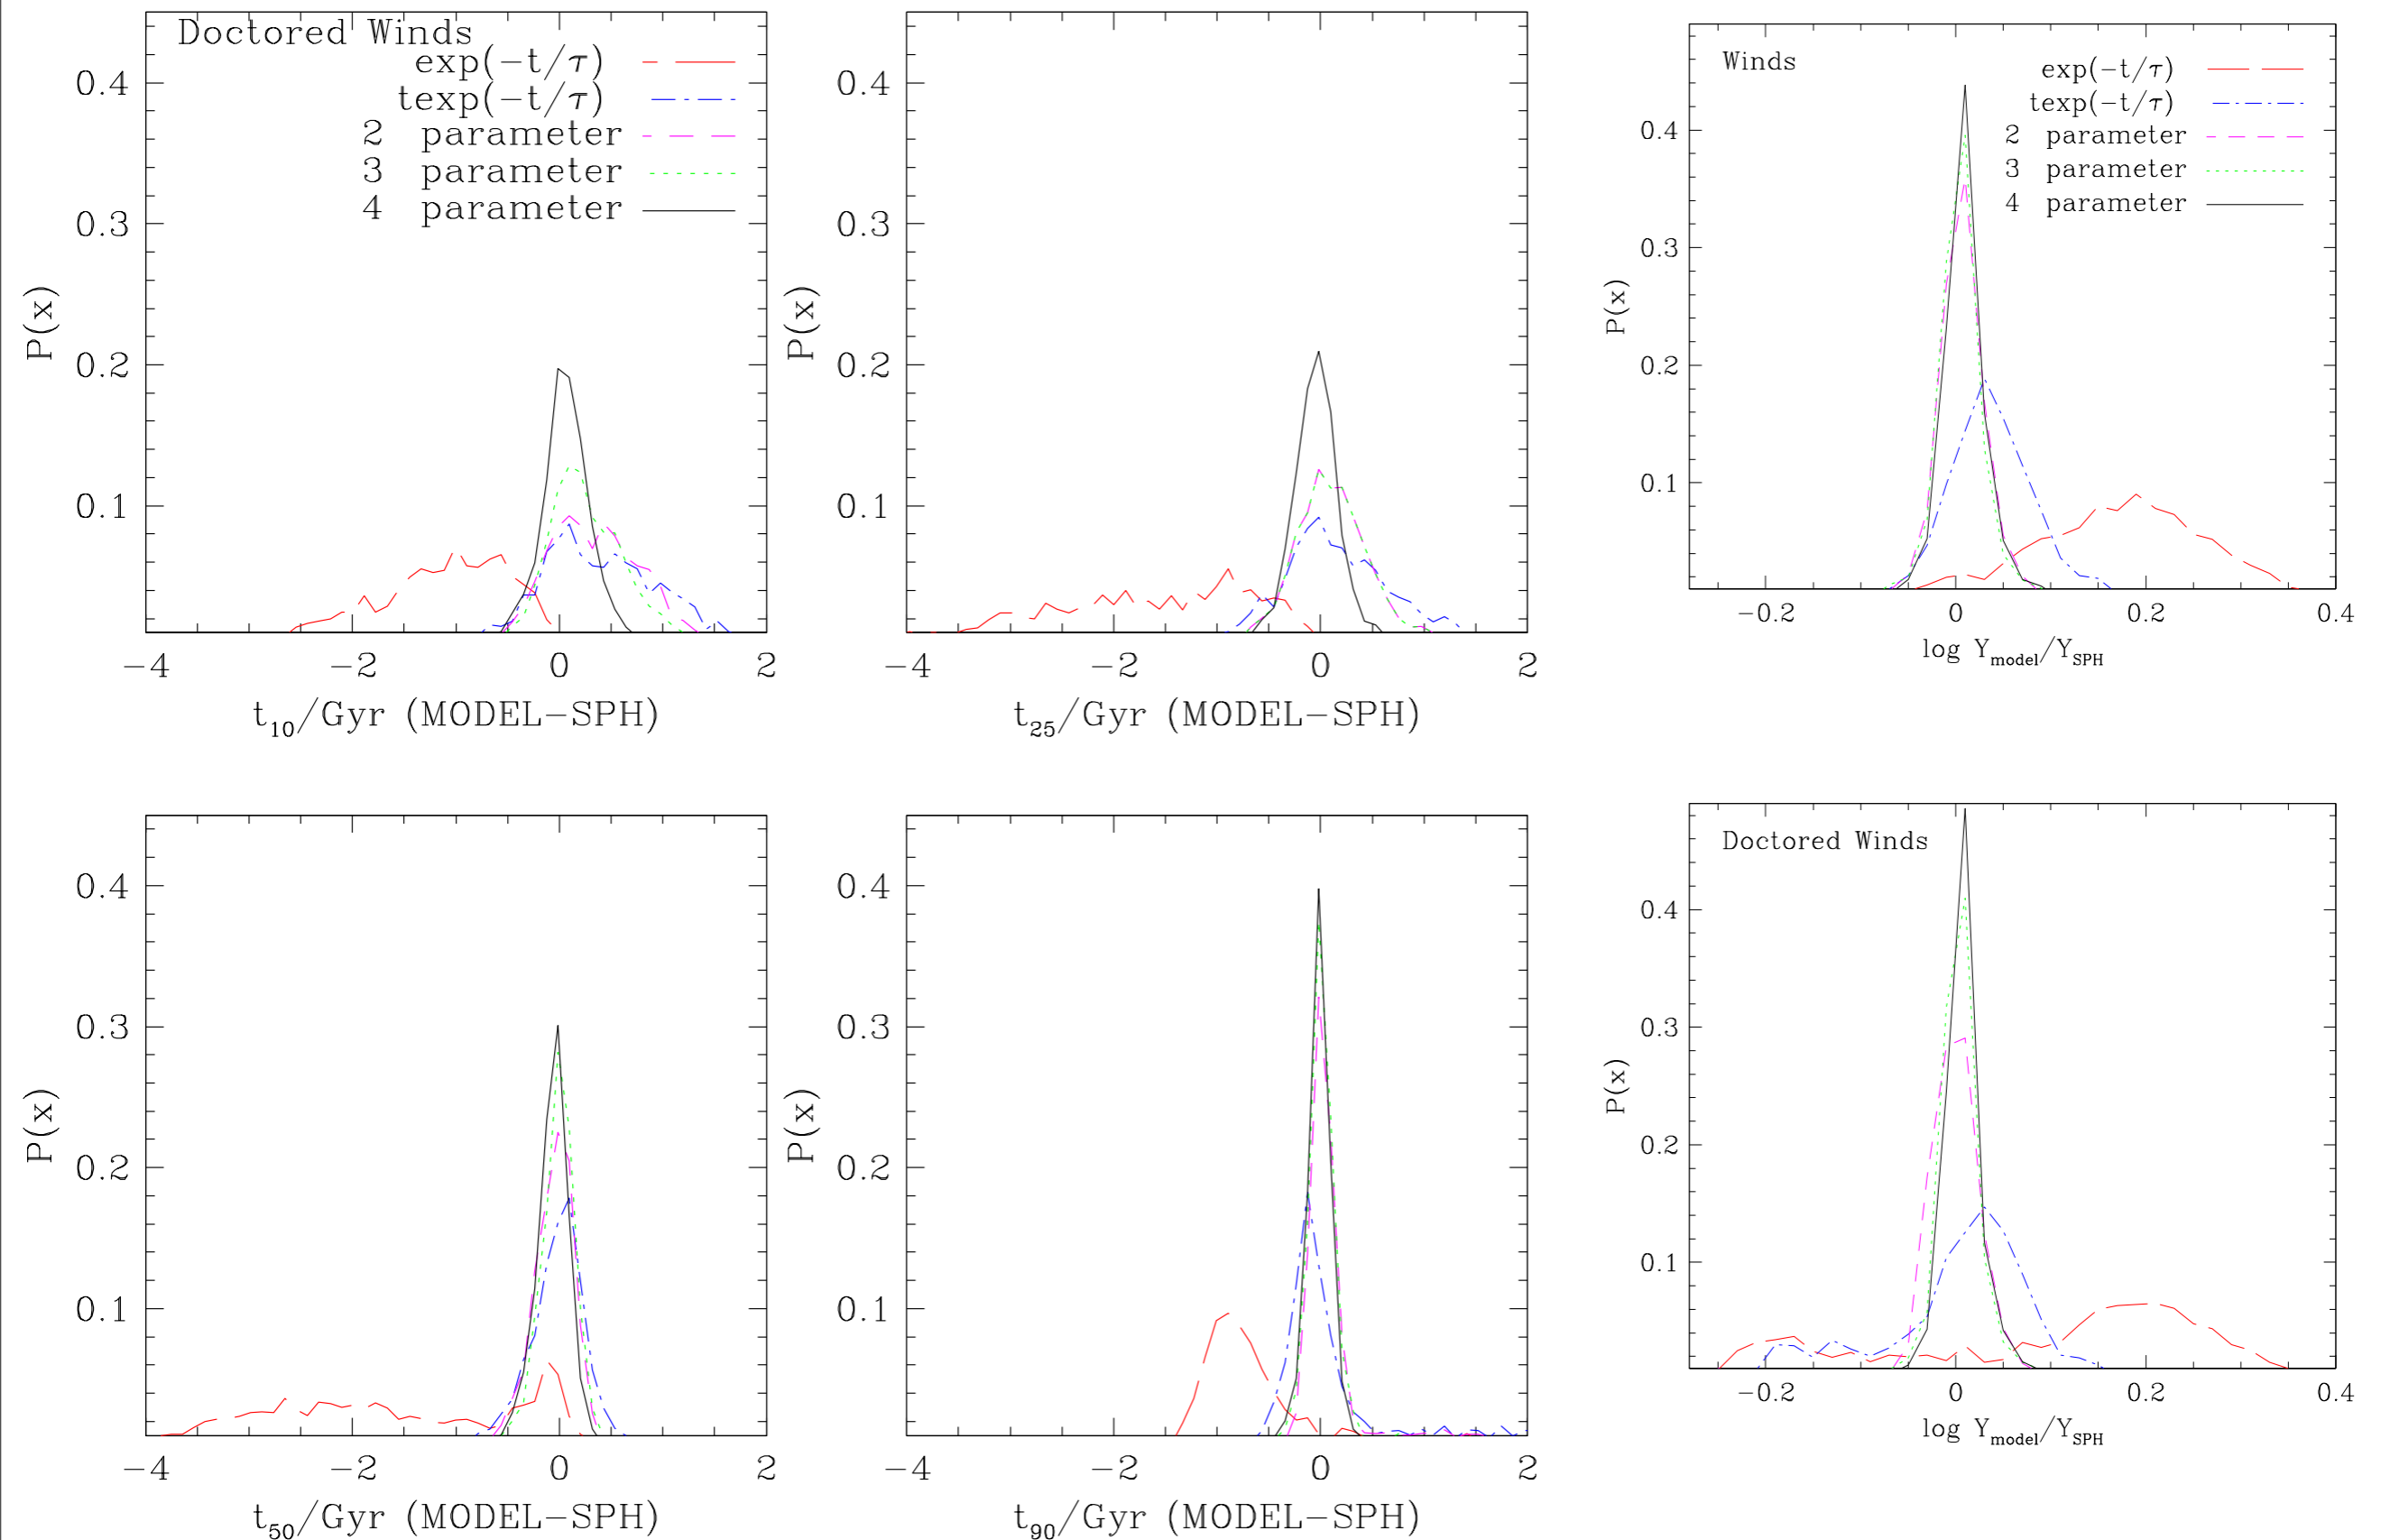 Doctored Winds
exp(−t/τ)
texp(−t/τ)
2 parameter
3 parameter
4 parameter
P(x)
0.4
0.3
0.2
0.1
−4 −2 0 2
t10/Gyr (MODEL−SPH)
P(x)
0.4
0.3
0.2
0.1
−4 −2 0 2
t25/Gyr (MODEL−SPH)
Winds
exp(−t/τ)
texp(−t/τ)
2 parameter
3 parameter
4 parameter
P(x)
0.4
0.3
0.2
0.1
−0.2 0 0.2 0.4
log Ymodel/YSPH
P(x)
0.4
0.3
0.2
0.1
−4 −2 0 2
t50/Gyr (MODEL−SPH)
P(x)
0.4
0.3
0.2
0.1
−4 −2 0 2
t90/Gyr (MODEL−SPH)
Doctored Winds
P(x)
0.4
0.3
0.2
0.1
−0.2 0 0.2 0.4
log Ymodel/YSPH